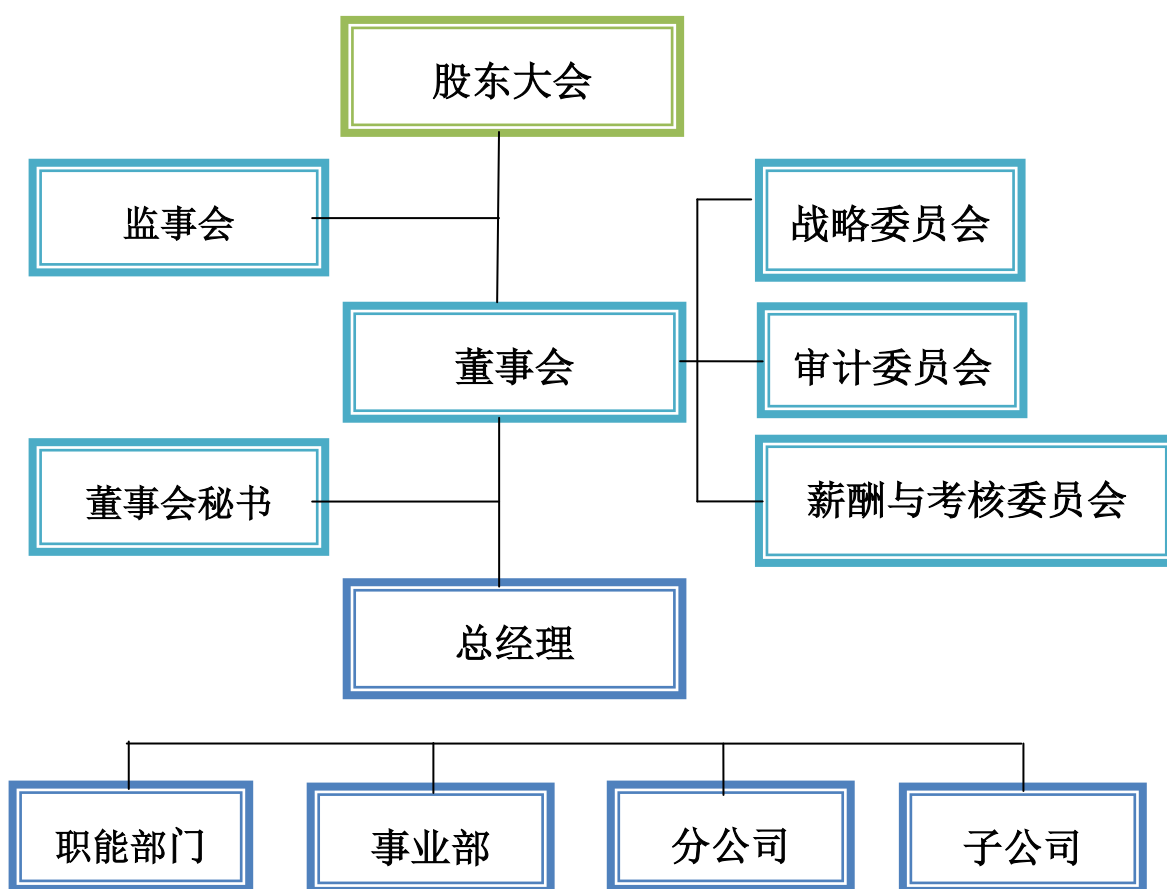 股东大会
监事会
战略委员会
董事会
审计委员会
董事会秘书
薪酬与考核委员会
总经理
职能部门
事业部
分公司
子公司